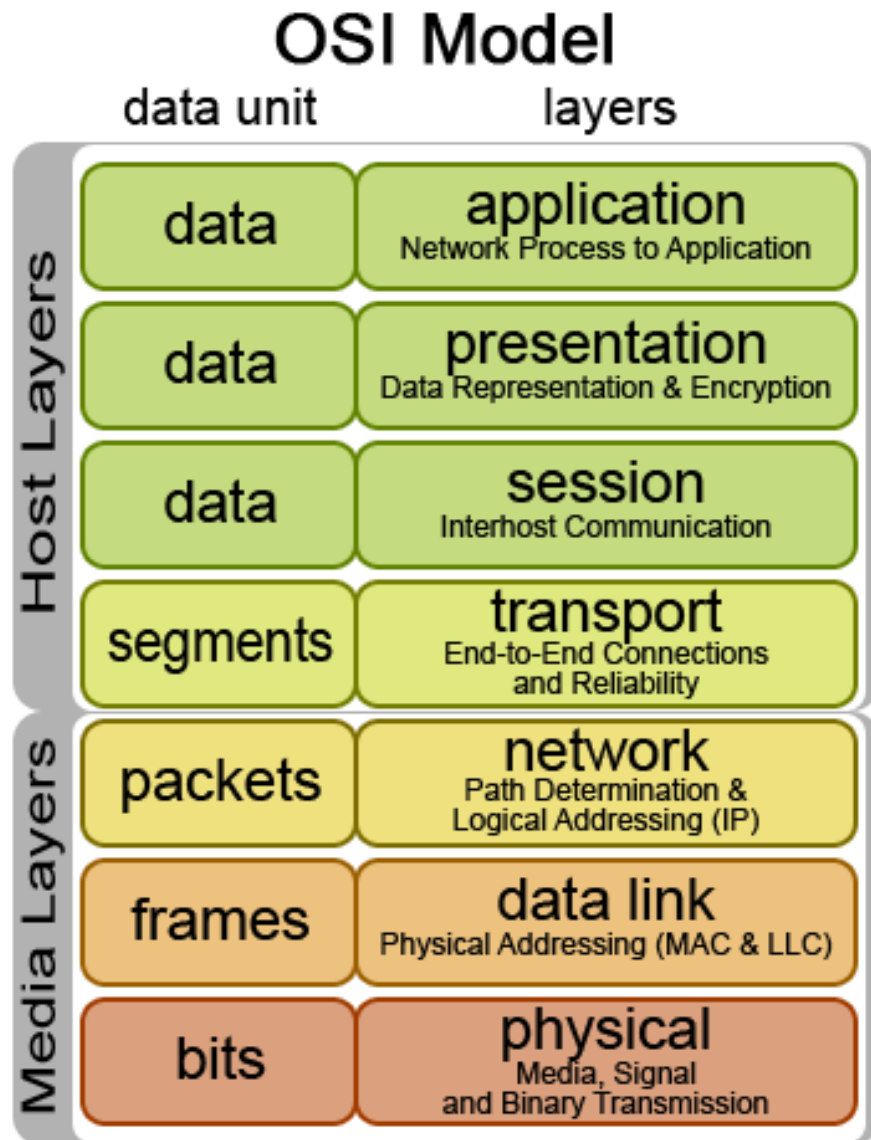 OSI Model
data unit layers
Host Layers
data
application
Network Process to Application
data
presentation
Data Representation & Encryption
data
session
Interhost Communication
segments
transport
End-to-End Connections
and Reliability
Media Layers
packets
network
Path Determination &
Logical Addressing (IP)
frames
data link
Physical Addressing (MAC & LLC)
bits
physical
Media, Signal
and Binary Transmission